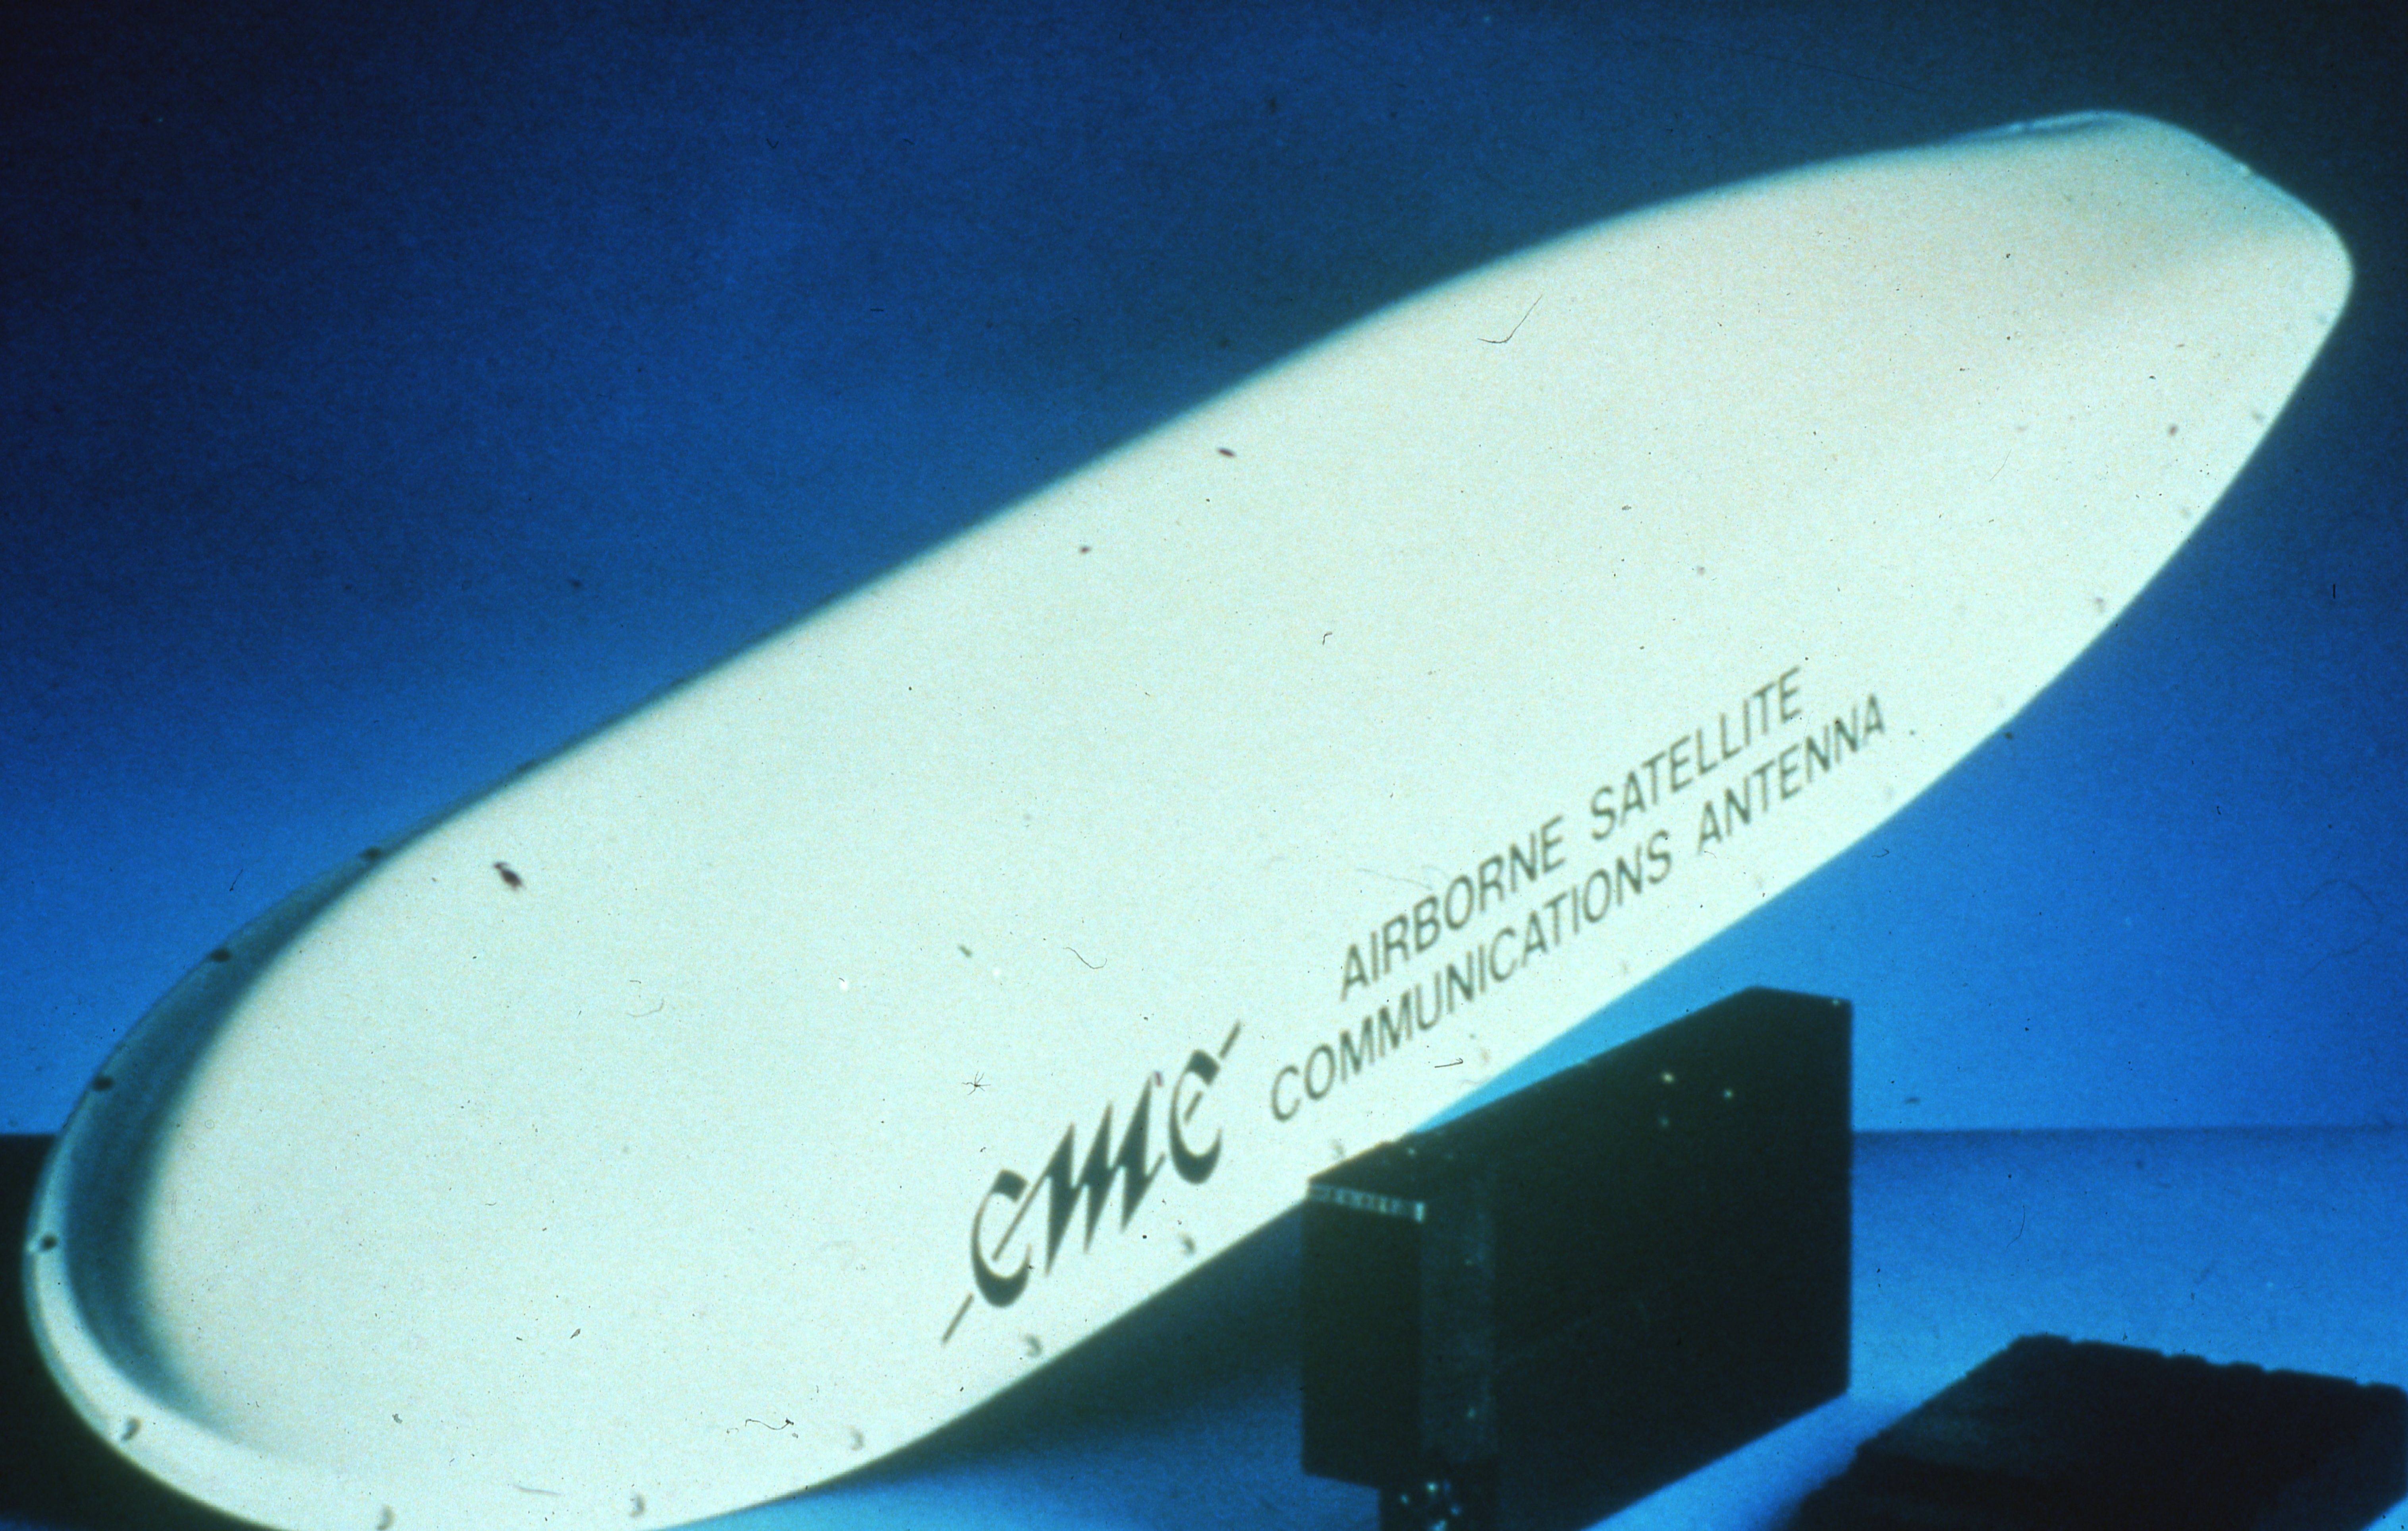 CMC
AIRBORNE SATELLITE
COMMUNICATIONS ANTENNA